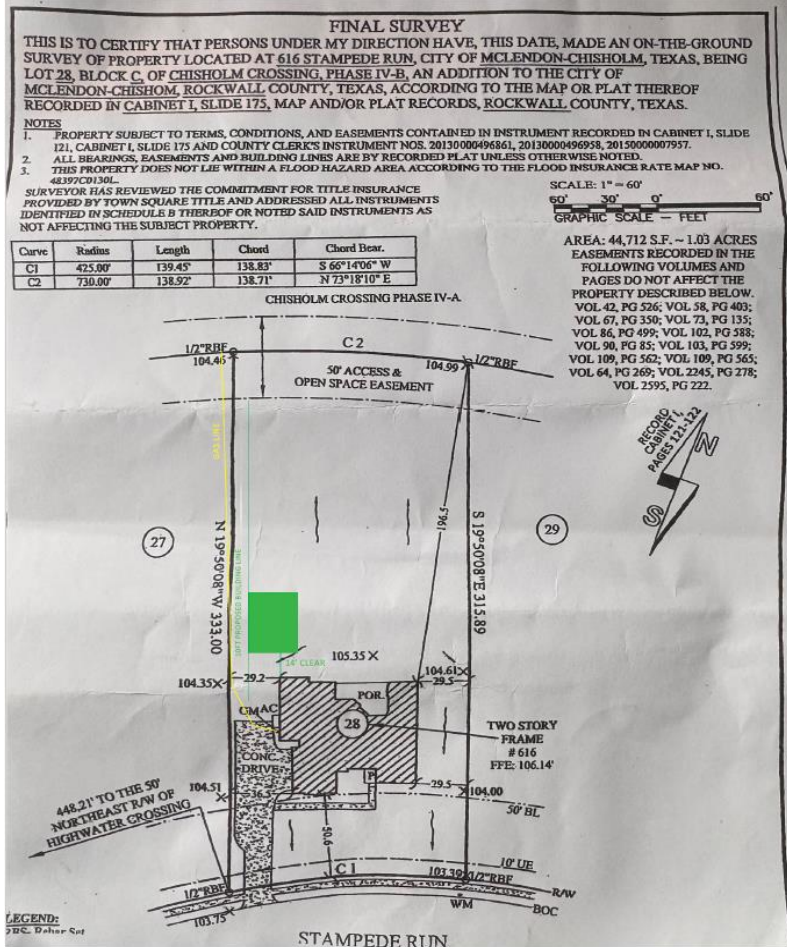 FINAL SURVEY
THIS IS TO CERTIFY THAT PERSONS UNDER MY DIRECTION HAVE, THIS DATE, MADE AN ON-THE-GROUND
SURVEY OF PROPERTY LOCATED AT 616 STAMPEDE RUN, CITY OF MCLENDON-CHISHOLM, TEXAS, BEING
LOT 28, BLOCK C, OF CHISHOLM CROSSING, PHASE IV-B, AN ADDITION TO THE CITY OF
MCLENDON-CHISHOM, ROCKWALL COUNTY, TEXAS, ACCORDING TO THE MAP OR PLAT THEREOF
RECORDED IN CABINET I, SLIDE 175, MAP AND/OR PLAT RECORDS, ROCKWALL COUNTY, TEXAS.
NOTES
1. PROPERTY SUBJECT TO TERMS, CONDITIONS, AND EASEMENTS CONTAINED IN INSTRUMENT RECORDED IN CABINET I, SLIDE
121, CABINET I, SLIDE 175 AND COUNTY CLERK'S INSTRUMENT NOS. 20130000496861, 20130000496958, 20150000007957.
2. ALL BEARINGS, EASEMENTS AND BUILDING LINES ARE BY RECORDED PLAT UNLESS OTHERWISE NOTED.
3. THIS PROPERTY DOES NOT LIE WITHIN A FLOOD HAZARD AREA ACCORDING TO THE FLOOD INSURANCE RATE MAP NO.
48397C0130L.
SURVEYOR HAS REVIEWED THE COMMITMENT FOR TITLE INSURANCE
PROVIDED BY TOWN SQUARE TITLE AND ADDRESSED ALL INSTRUMENTS
IDENTIFIED IN SCHEDULE B THEREOF OR NOTED SAID INSTRUMENTS AS
NOT AFFECTING THE SUBJECT PROPERTY.
SCALE: 1" = 60'
60' 30' 0' 60'
GRAPHIC SCALE — FEET
Curve Radius Length Chord Chord Bear.
C1 425.00' 139.45' 138.83' S 66°14'06" W
C2 730.00' 138.92' 138.71' N 73°18'10" E
AREA: 44,712 S.F. ~ 1.03 ACRES
EASEMENTS RECORDED IN THE
FOLLOWING VOLUMES AND
PAGES DO NOT AFFECT THE
PROPERTY DESCRIBED BELOW.
VOL 42, PG 526; VOL 58, PG 403;
VOL 67, PG 350; VOL 73, PG 135;
VOL 86, PG 499; VOL 102, PG 588;
VOL 90, PG 85; VOL 103, PG 599;
VOL 109, PG 562; VOL 109, PG 565;
VOL 64, PG 269; VOL 2245, PG 278;
VOL 2595, PG 222.
CHISHOLM CROSSING PHASE IV-A
1/2"RBF
104.46
C2
104.99
1/2"RBF
50' ACCESS &
OPEN SPACE EASEMENT
RECORD
CABINET I,
PAGES 121-122
N
S
GAS LINE
27
N 19°50'08"W 333.00
10FT PROPOSED BUILDING LINE
196.5
S 19°50'08"E 315.89
29
14' CLEAR
105.35
104.35
29.2
104.61
29.5
GM AC
POR.
28
CONC.
DRIVE
TWO STORY
FRAME
# 616
FFE: 106.14'
P
104.51
36.5
29.5
104.00
50' BL
448.21' TO THE 50'
NORTHEAST R/W OF
HIGHWATER CROSSING
50.6
10' UE
C1
103.39
1/2"RBF
1/2"RBF
R/W
WM
BOC
103.75
LEGEND:
STAMPEDE RUN